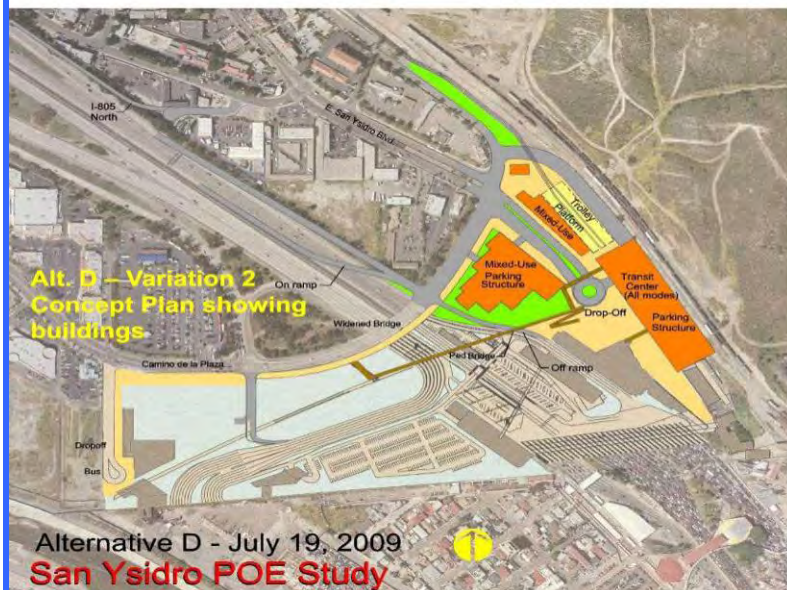 I-805
North
E. San Ysidro Blvd.
Trolley
Platform
Mixed-Use
Mixed-Use
Parking
Structure
Transit
Center
(All modes)
Parking
Structure
Drop-Off
Alt. D – Variation 2
Concept Plan showing
buildings
On ramp
Widened Bridge
Ped Bridge
Off ramp
Camino de la Plaza
Dropoff
Bus
Alternative D - July 19, 2009
San Ysidro POE Study